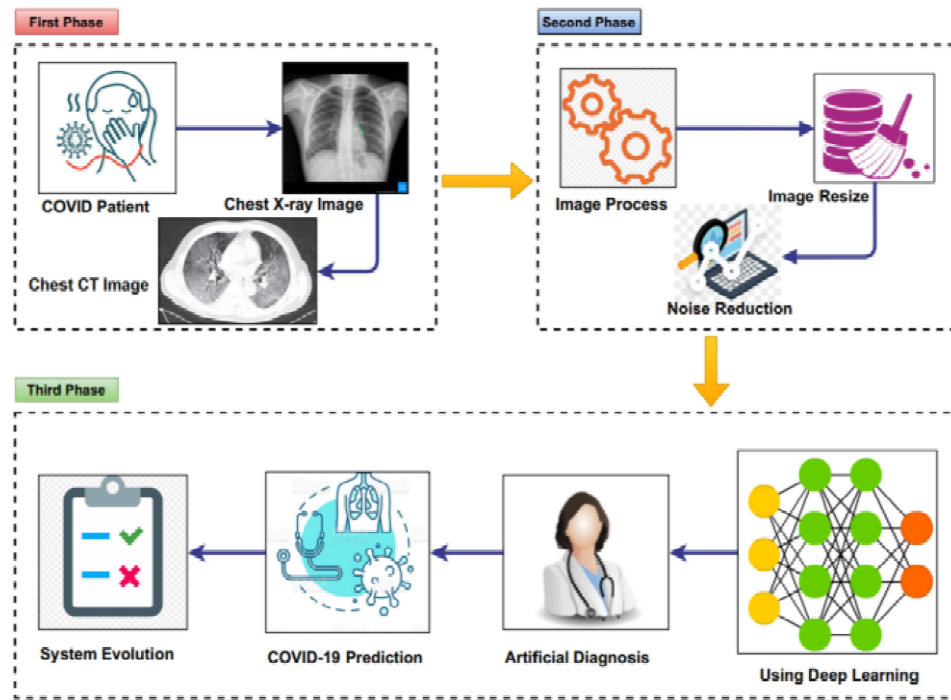 First Phase
COVID Patient
Chest X-ray Image
Chest CT Image
Second Phase
Image Process
Image Resize
Noise Reduction
Third Phase
System Evolution
COVID-19 Prediction
Artificial Diagnosis
Using Deep Learning